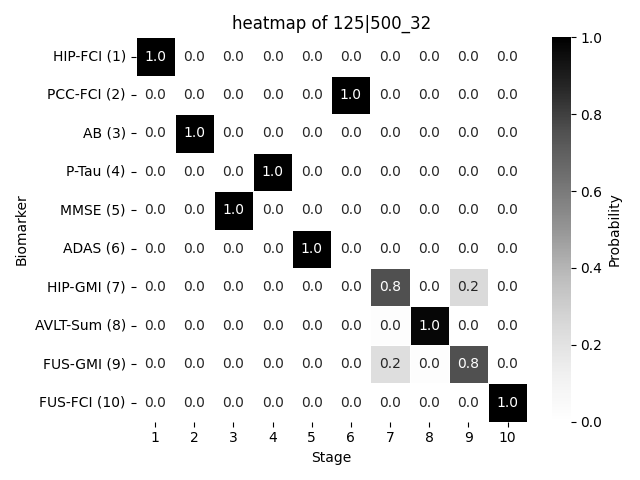 heatmap of 125|500_32
HIP-FCI (1) 1.0 0.0 0.0 0.0 0.0 0.0 0.0 0.0 0.0 0.0
PCC-FCI (2) 0.0 0.0 0.0 0.0 0.0 1.0 0.0 0.0 0.0 0.0
AB (3) 0.0 1.0 0.0 0.0 0.0 0.0 0.0 0.0 0.0 0.0
P-Tau (4) 0.0 0.0 0.0 1.0 0.0 0.0 0.0 0.0 0.0 0.0
MMSE (5) 0.0 0.0 1.0 0.0 0.0 0.0 0.0 0.0 0.0 0.0
ADAS (6) 0.0 0.0 0.0 0.0 1.0 0.0 0.0 0.0 0.0 0.0
HIP-GMI (7) 0.0 0.0 0.0 0.0 0.0 0.0 0.8 0.0 0.2 0.0
AVLT-Sum (8) 0.0 0.0 0.0 0.0 0.0 0.0 0.0 1.0 0.0 0.0
FUS-GMI (9) 0.0 0.0 0.0 0.0 0.0 0.0 0.2 0.0 0.8 0.0
FUS-FCI (10) 0.0 0.0 0.0 0.0 0.0 0.0 0.0 0.0 0.0 1.0
1 2 3 4 5 6 7 8 9 10
Stage
Biomarker
1.0
0.8
0.6
0.4
0.2
0.0
Probability